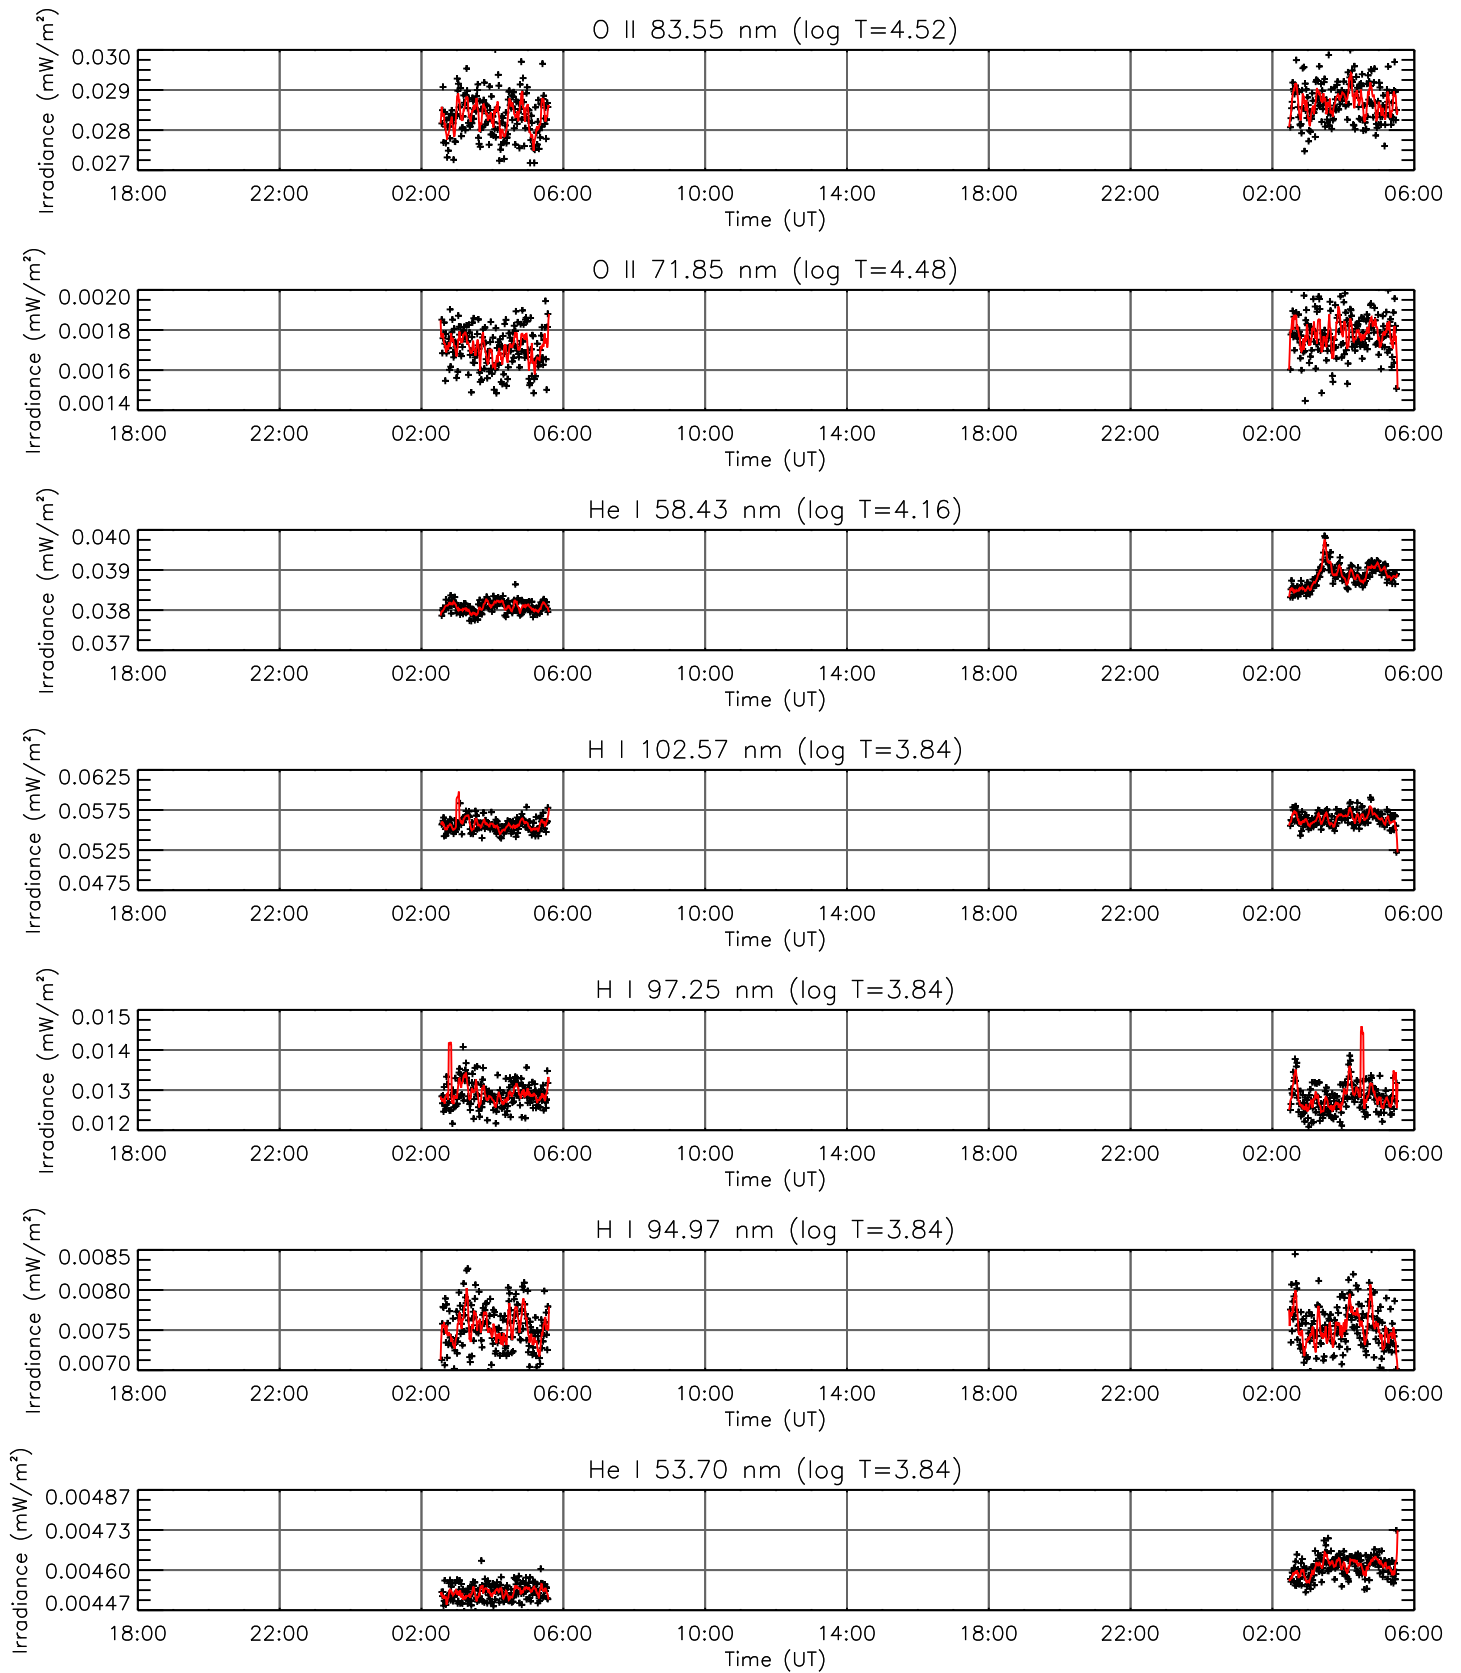 O II 83.55 nm (log T=4.52)
Irradiance (mW/m²)
0.030
0.029
0.028
0.027
18:00 22:00 02:00 06:00 10:00 14:00 18:00 22:00 02:00 06:00
Time (UT)
O II 71.85 nm (log T=4.48)
Irradiance (mW/m²)
0.0020
0.0018
0.0016
0.0014
18:00 22:00 02:00 06:00 10:00 14:00 18:00 22:00 02:00 06:00
Time (UT)
He I 58.43 nm (log T=4.16)
Irradiance (mW/m²)
0.040
0.039
0.038
0.037
18:00 22:00 02:00 06:00 10:00 14:00 18:00 22:00 02:00 06:00
Time (UT)
H I 102.57 nm (log T=3.84)
Irradiance (mW/m²)
0.0625
0.0575
0.0525
0.0475
18:00 22:00 02:00 06:00 10:00 14:00 18:00 22:00 02:00 06:00
Time (UT)
H I 97.25 nm (log T=3.84)
Irradiance (mW/m²)
0.015
0.014
0.013
0.012
18:00 22:00 02:00 06:00 10:00 14:00 18:00 22:00 02:00 06:00
Time (UT)
H I 94.97 nm (log T=3.84)
Irradiance (mW/m²)
0.0085
0.0080
0.0075
0.0070
18:00 22:00 02:00 06:00 10:00 14:00 18:00 22:00 02:00 06:00
Time (UT)
He I 53.70 nm (log T=3.84)
Irradiance (mW/m²)
0.00487
0.00473
0.00460
0.00447
18:00 22:00 02:00 06:00 10:00 14:00 18:00 22:00 02:00 06:00
Time (UT)